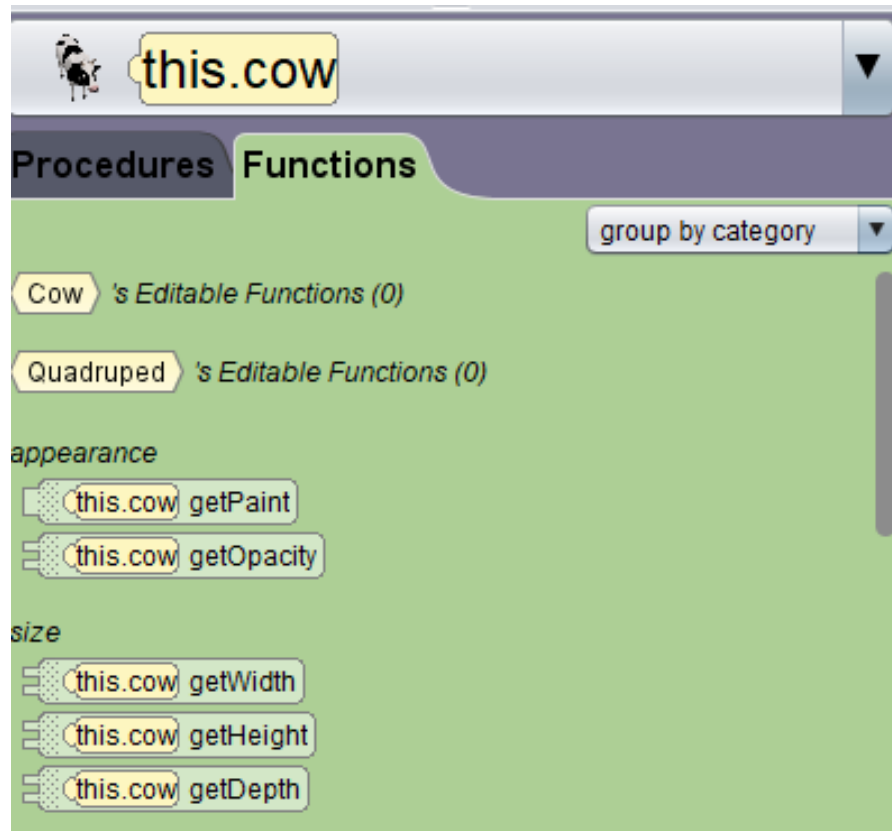 this.cow
Procedures Functions
group by category
Cow 's Editable Functions (0)
Quadruped 's Editable Functions (0)
appearance
this.cow getPaint
this.cow getOpacity
size
this.cow getWidth
this.cow getHeight
this.cow getDepth